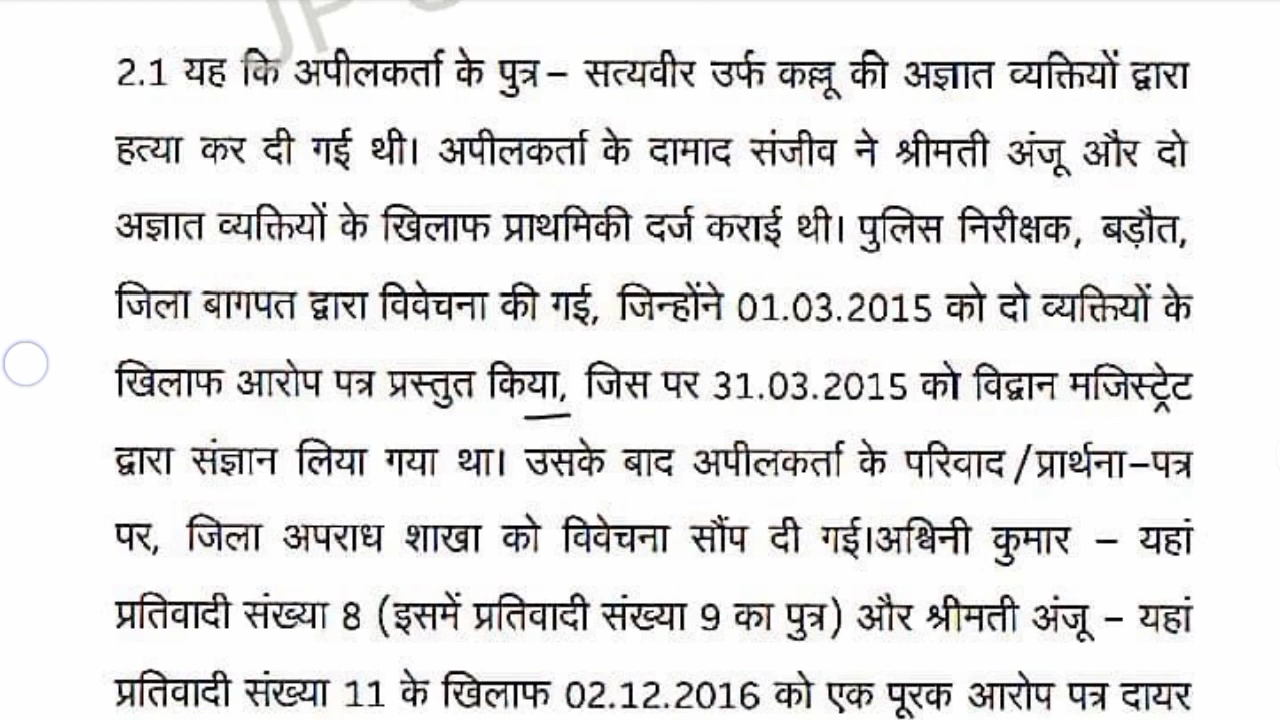 JP
2.1 यह कि अपीलकर्ता के पुत्र– सत्यवीर उर्फ कल्लू की अज्ञात व्यक्तियों द्वारा
हत्या कर दी गई थी। अपीलकर्ता के दामाद संजीव ने श्रीमती अंजू और दो
अज्ञात व्यक्तियों के खिलाफ प्राथमिकी दर्ज कराई थी। पुलिस निरीक्षक, बड़ौत,
जिला बागपत द्वारा विवेचना की गई, जिन्होंने 01.03.2015 को दो व्यक्तियों के
खिलाफ आरोप पत्र प्रस्तुत किया, जिस पर 31.03.2015 को विद्वान मजिस्ट्रेट
द्वारा संज्ञान लिया गया था। उसके बाद अपीलकर्ता के परिवाद/प्रार्थना–पत्र
पर, जिला अपराध शाखा को विवेचना सौंप दी गई।अश्विनी कुमार – यहां
प्रतिवादी संख्या 8 (इसमें प्रतिवादी संख्या 9 का पुत्र) और श्रीमती अंजू – यहां
प्रतिवादी संख्या 11 के खिलाफ 02.12.2016 को एक पूरक आरोप पत्र दायर